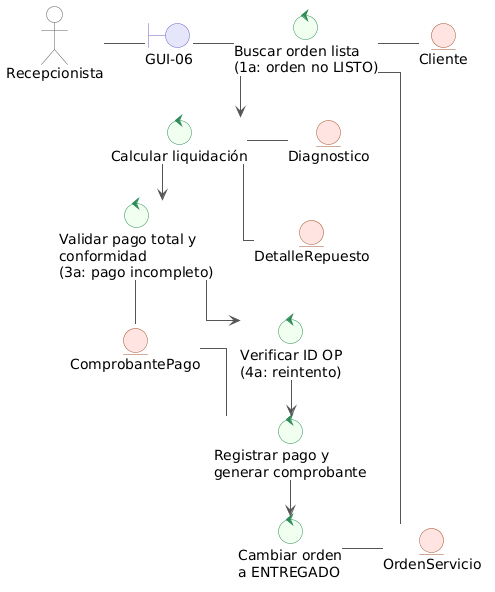 Recepcionista
GUI-06
Buscar orden lista
(1a: orden no LISTO)
Cliente
Calcular liquidación
Diagnostico
Validar pago total y
conformidad
(3a: pago incompleto)
DetalleRepuesto
ComprobantePago
Verificar ID OP
(4a: reintento)
Registrar pago y
generar comprobante
Cambiar orden
a ENTREGADO
OrdenServicio